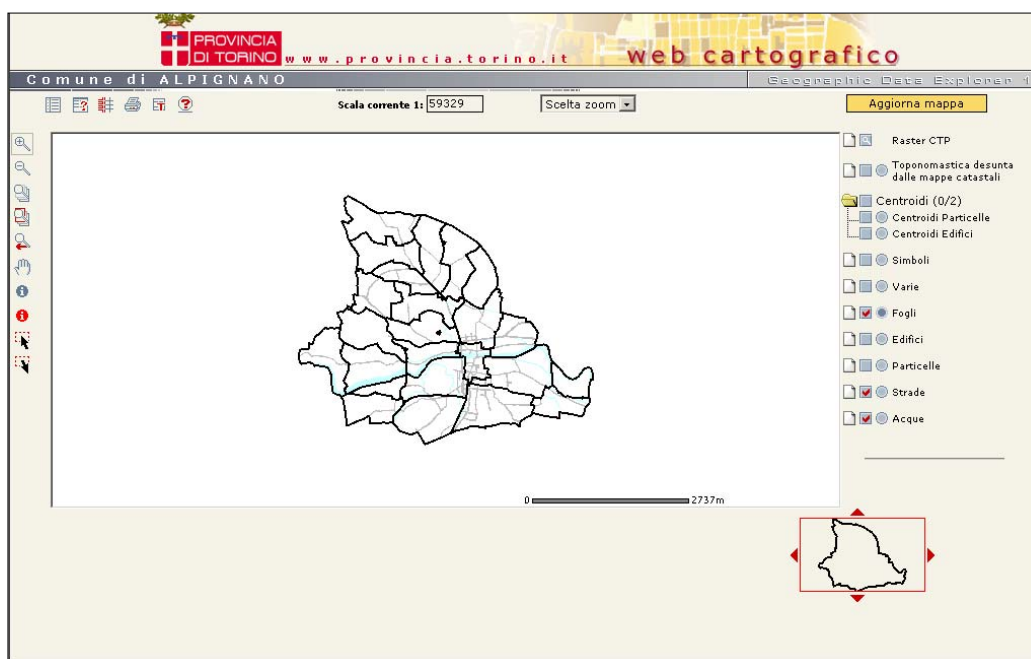 PROVINCIA
DI TORINO
www.provincia.torino.it
web cartografico
Comune di ALPIGNANO
Geographic Data Explorer
Scala corrente 1: 59329
Scelta zoom
Aggiorna mappa
Raster CTP
Toponomastica desunta
dalle mappe catastali
Centroidi (0/2)
Centroidi Particelle
Centroidi Edifici
Simboli
Varie
Fogli
Edifici
Particelle
Strade
Acque
0 2737m